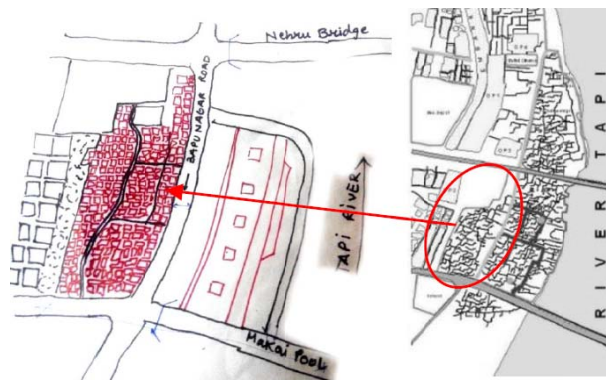 Nehru Bridge
BAPUNAGAR ROAD
TAPI RIVER
Makai Pool
RIVER TAPI